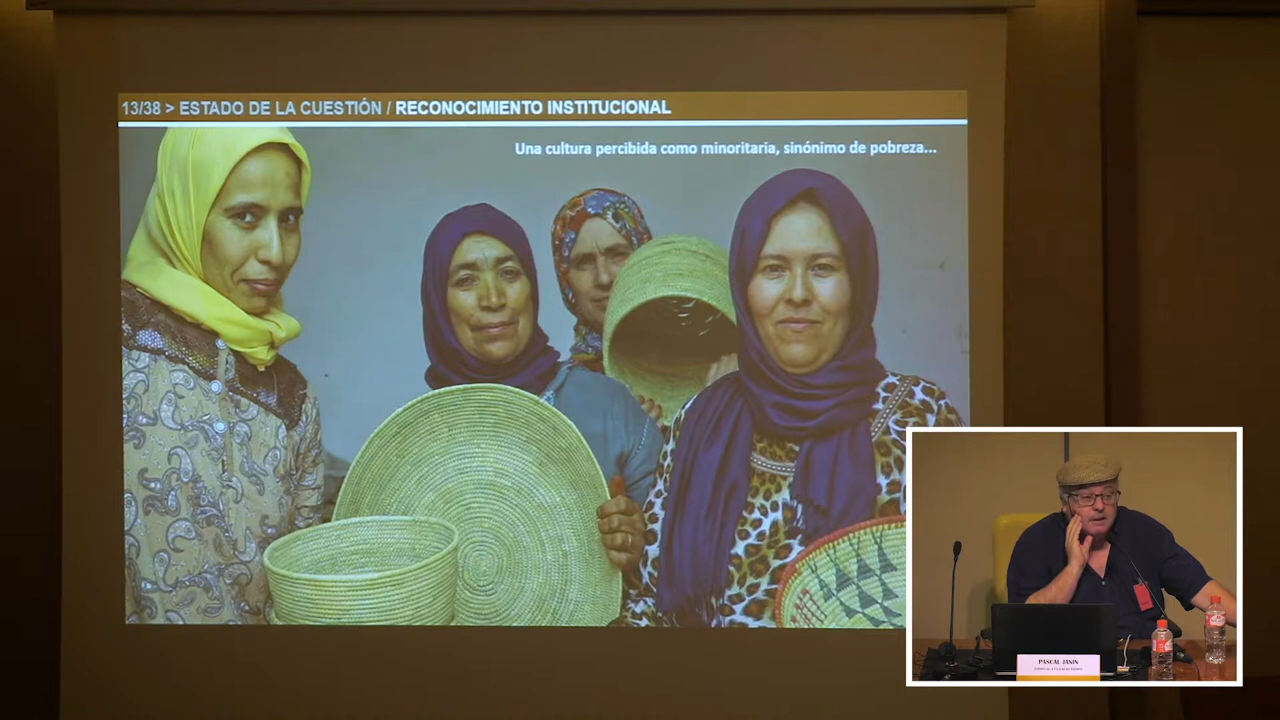 13/38 > ESTADO DE LA CUESTIÓN / RECONOCIMIENTO INSTITUCIONAL
Una cultura percibida como minoritaria, sinónimo de pobreza...
PASCAL JANIN